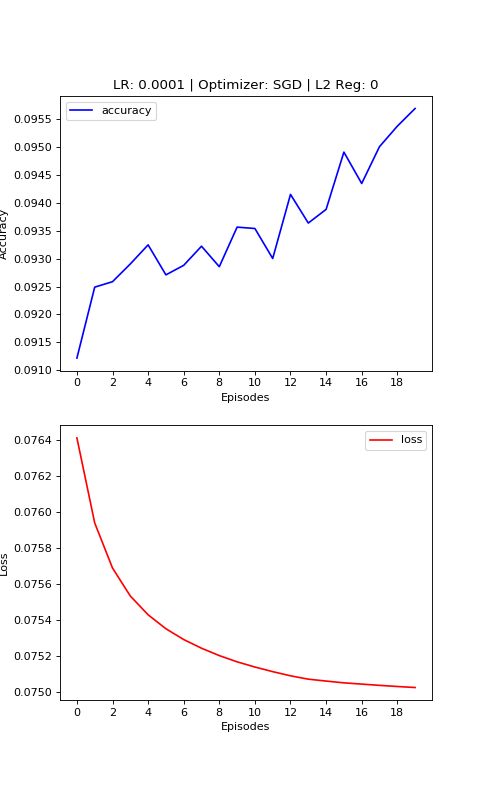 LR: 0.0001 | Optimizer: SGD | L2 Reg: 0
accuracy
0.0955
0.0950
0.0945
0.0940
0.0935
0.0930
0.0925
0.0920
0.0915
0.0910
Accuracy
0 2 4 6 8 10 12 14 16 18
Episodes
loss
0.0764
0.0762
0.0760
0.0758
0.0756
0.0754
0.0752
0.0750
Loss
0 2 4 6 8 10 12 14 16 18
Episodes